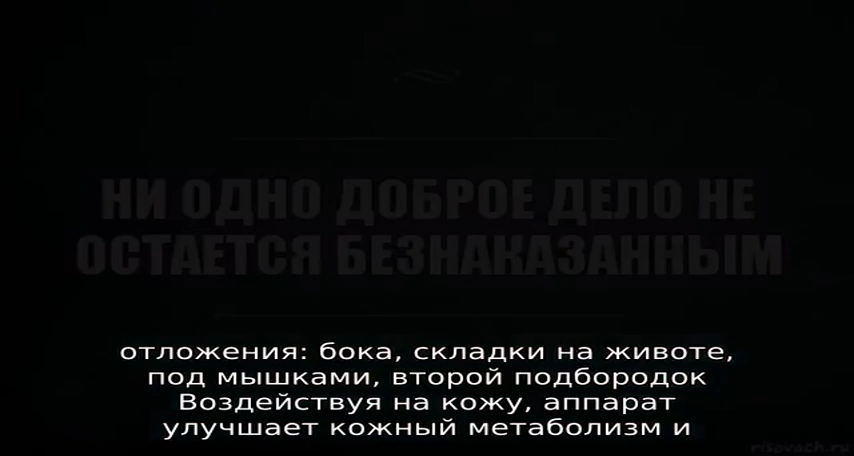 НИ ОДНО ДОБРОЕ ДЕЛО НЕ
ОСТАЕТСЯ БЕЗНАКАЗАННЫМ
отложения: бока, складки на животе,
под мышками, второй подбородок
Воздействуя на кожу, аппарат
улучшает кожный метаболизм и
risovach.ru